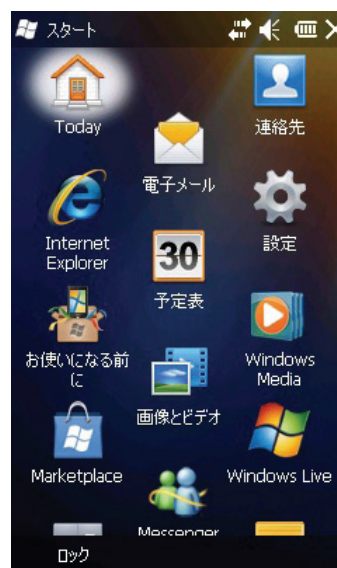 スタート
Today
連絡先
電子メール
Internet
Explorer
設定
30
予定表
お使いになる前
に
Windows
Media
画像とビデオ
Marketplace
Windows Live
Messenger
ロック